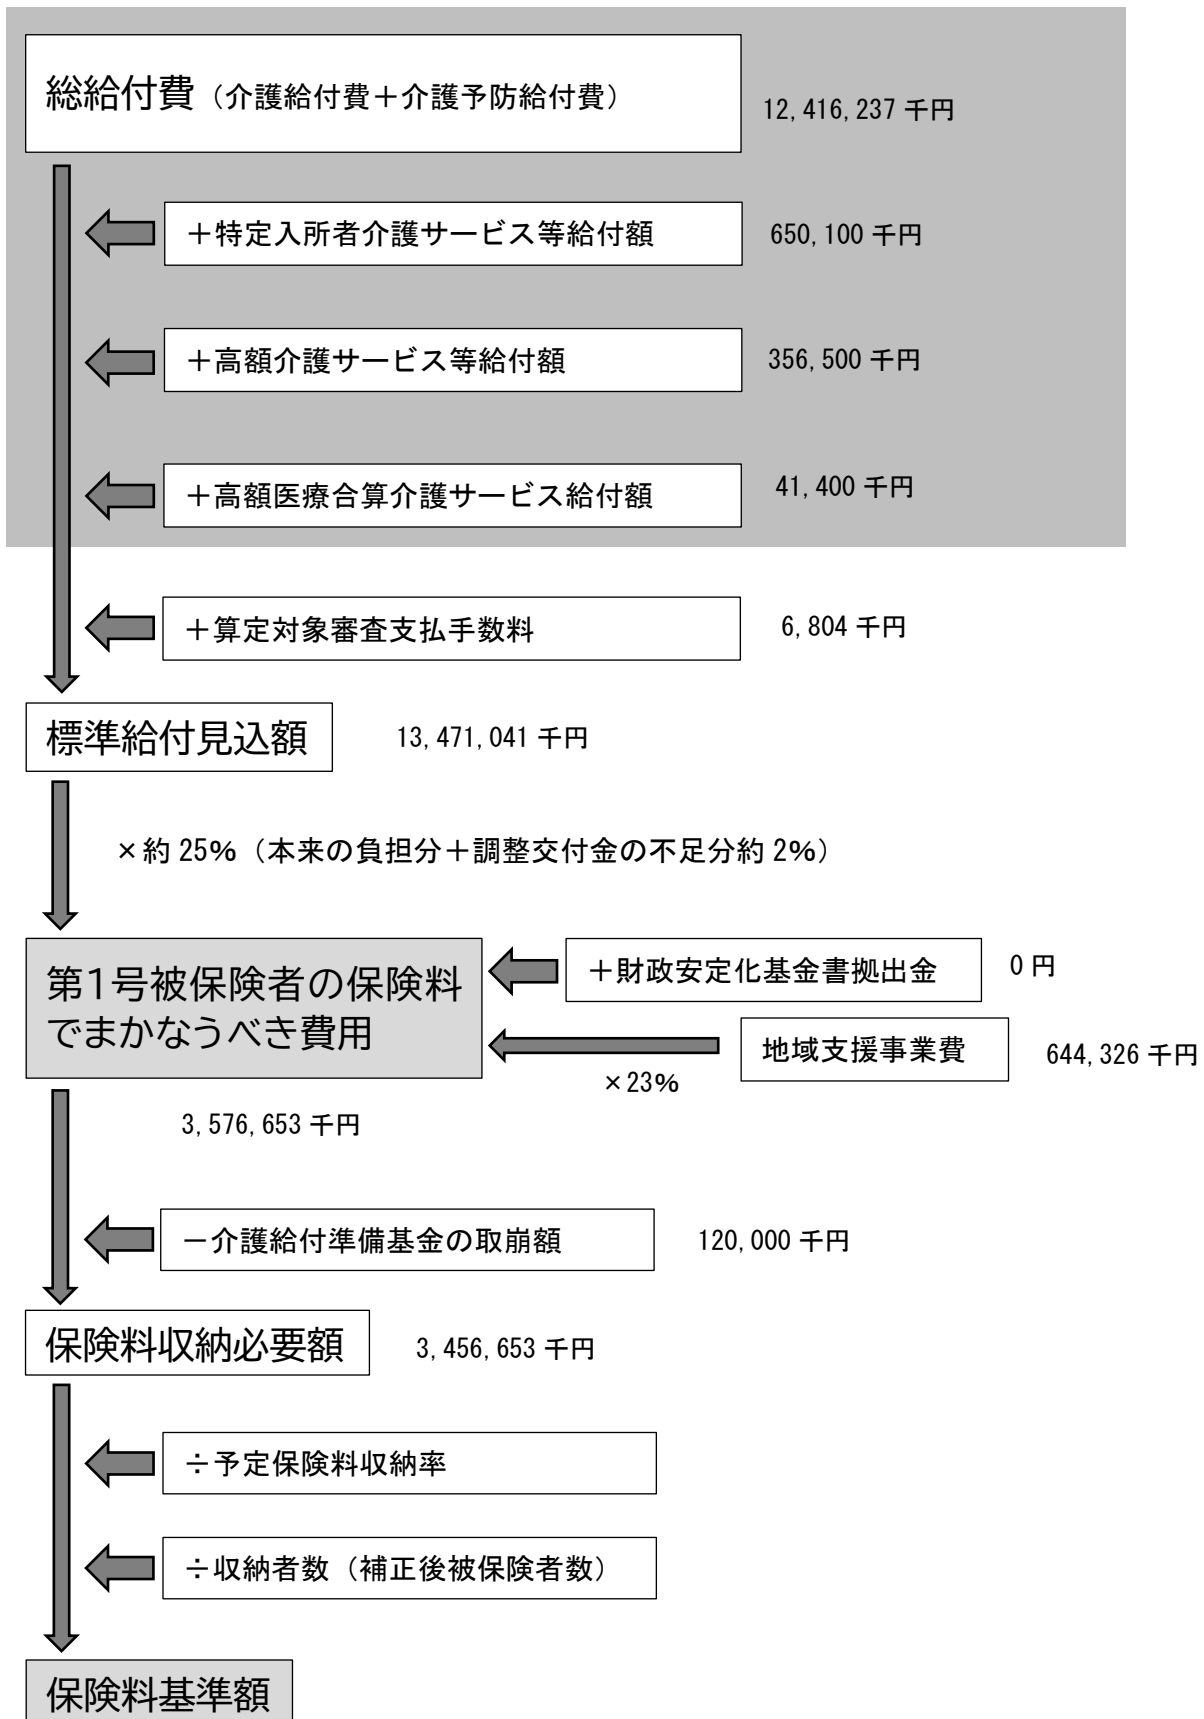 総給付費（介護給付費＋介護予防給付費）
12,416,237 千円
＋特定入所者介護サービス等給付額
650,100 千円
＋高額介護サービス等給付額
356,500 千円
＋高額医療合算介護サービス給付額
41,400 千円
＋算定対象審査支払手数料
6,804 千円
標準給付見込額
13,471,041 千円
×約 25%（本来の負担分＋調整交付金の不足分約 2%）
第1号被保険者の保険料
でまかなうべき費用
＋財政安定化基金書拠出金
0 円
地域支援事業費
644,326 千円
×23%
3,576,653 千円
－介護給付準備基金の取崩額
120,000 千円
保険料収納必要額
3,456,653 千円
÷予定保険料収納率
÷収納者数（補正後被保険者数）
保険料基準額